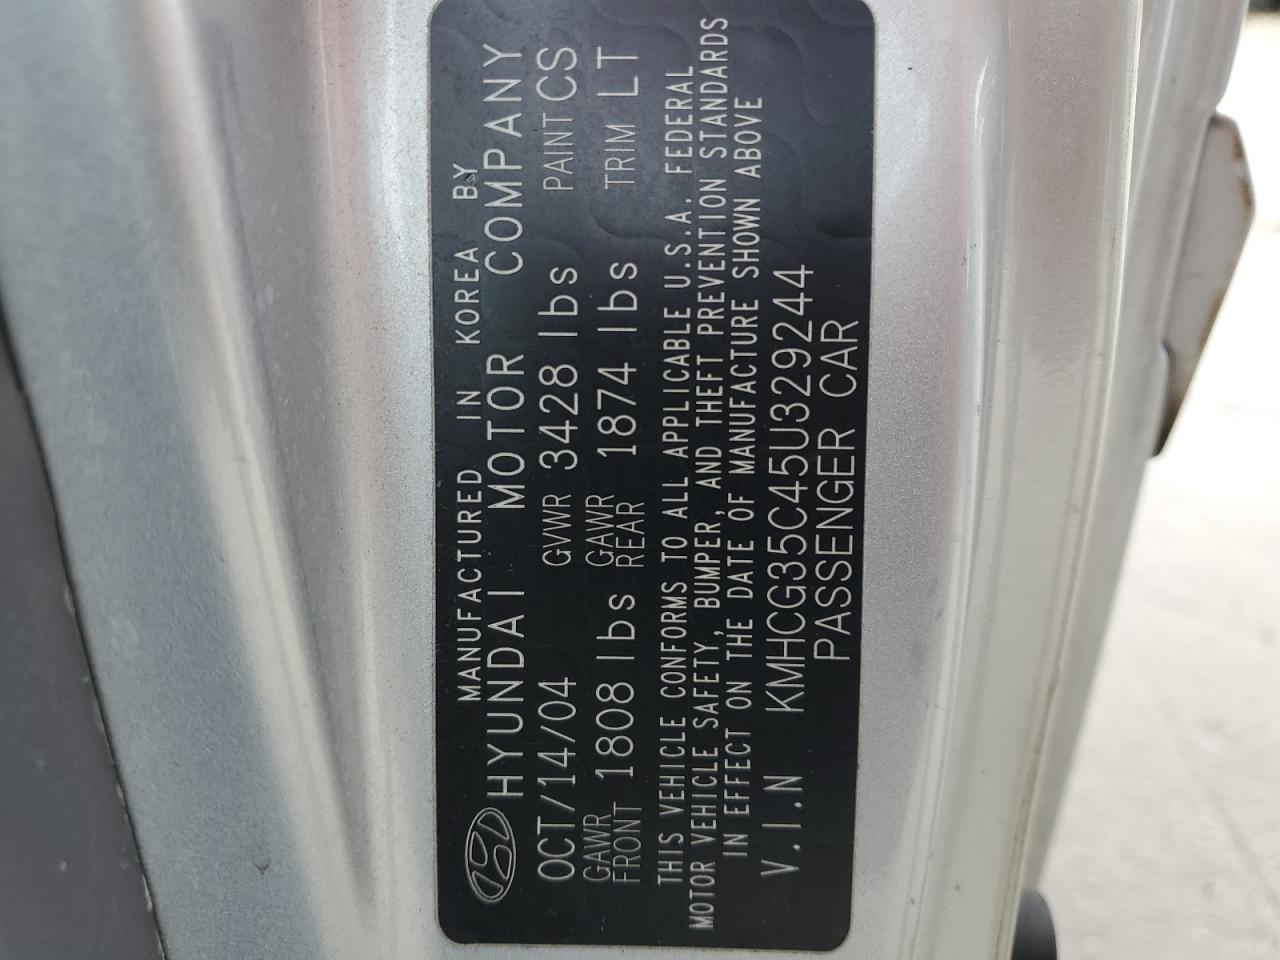 MANUFACTURED IN KOREA BY
HYUNDAI MOTOR COMPANY
OCT/14/04 GVWR 3428 lbs PAINT CS
GAWR FRONT 1808 lbs GAWR REAR 1874 lbs TRIM LT
THIS VEHICLE CONFORMS TO ALL APPLICABLE U.S.A. FEDERAL
MOTOR VEHICLE SAFETY, BUMPER, AND THEFT PREVENTION STANDARDS
IN EFFECT ON THE DATE OF MANUFACTURE SHOWN ABOVE
V.I.N KMHCG35C45U329244
PASSENGER CAR